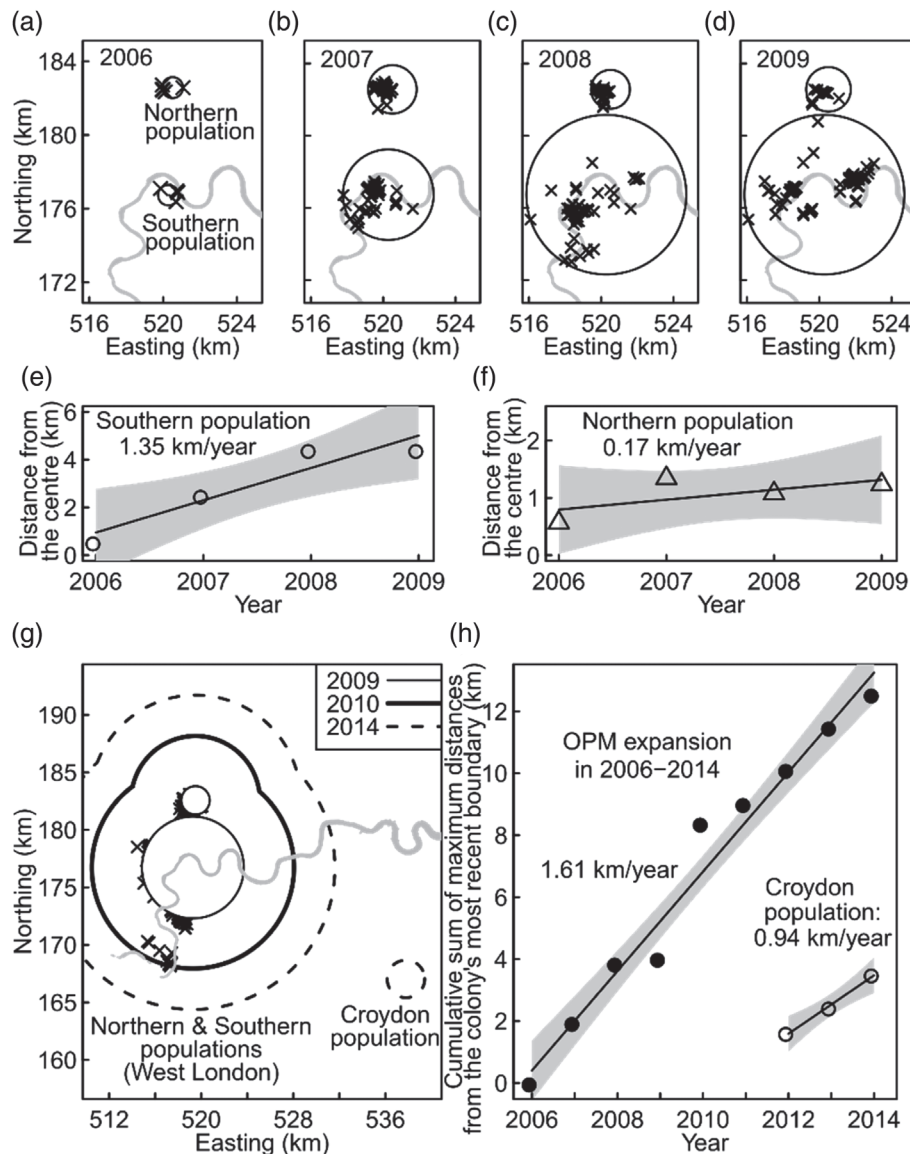 (a)
(b)
(c)
(d)
2006
2007
2008
2009
184
180
176
172
Northing (km)
Northern
population
Southern
population
516 520 524
516 520 524
516 520 524
516 520 524
Easting (km)
Easting (km)
Easting (km)
Easting (km)
(e)
Southern population
1.35 km/year
6
4
2
0
Distance from
the centre (km)
2006 2007 2008 2009
Year
(f)
Northern population
0.17 km/year
2
1
0
Distance from
the centre (km)
2006 2007 2008 2009
Year
(g)
2009
2010
2014
190
185
180
175
170
165
160
Northing (km)
Northern & Southern
populations
(West London)
Croydon
population
512 520 528 536
Easting (km)
(h)
Cumulative sum of maximum distances
from the colony's most recent boundary (km)
12
10
8
6
4
2
0
OPM expansion
in 2006–2014
1.61 km/year
Croydon
population:
0.94 km/year
2006 2008 2010 2012 2014
Year